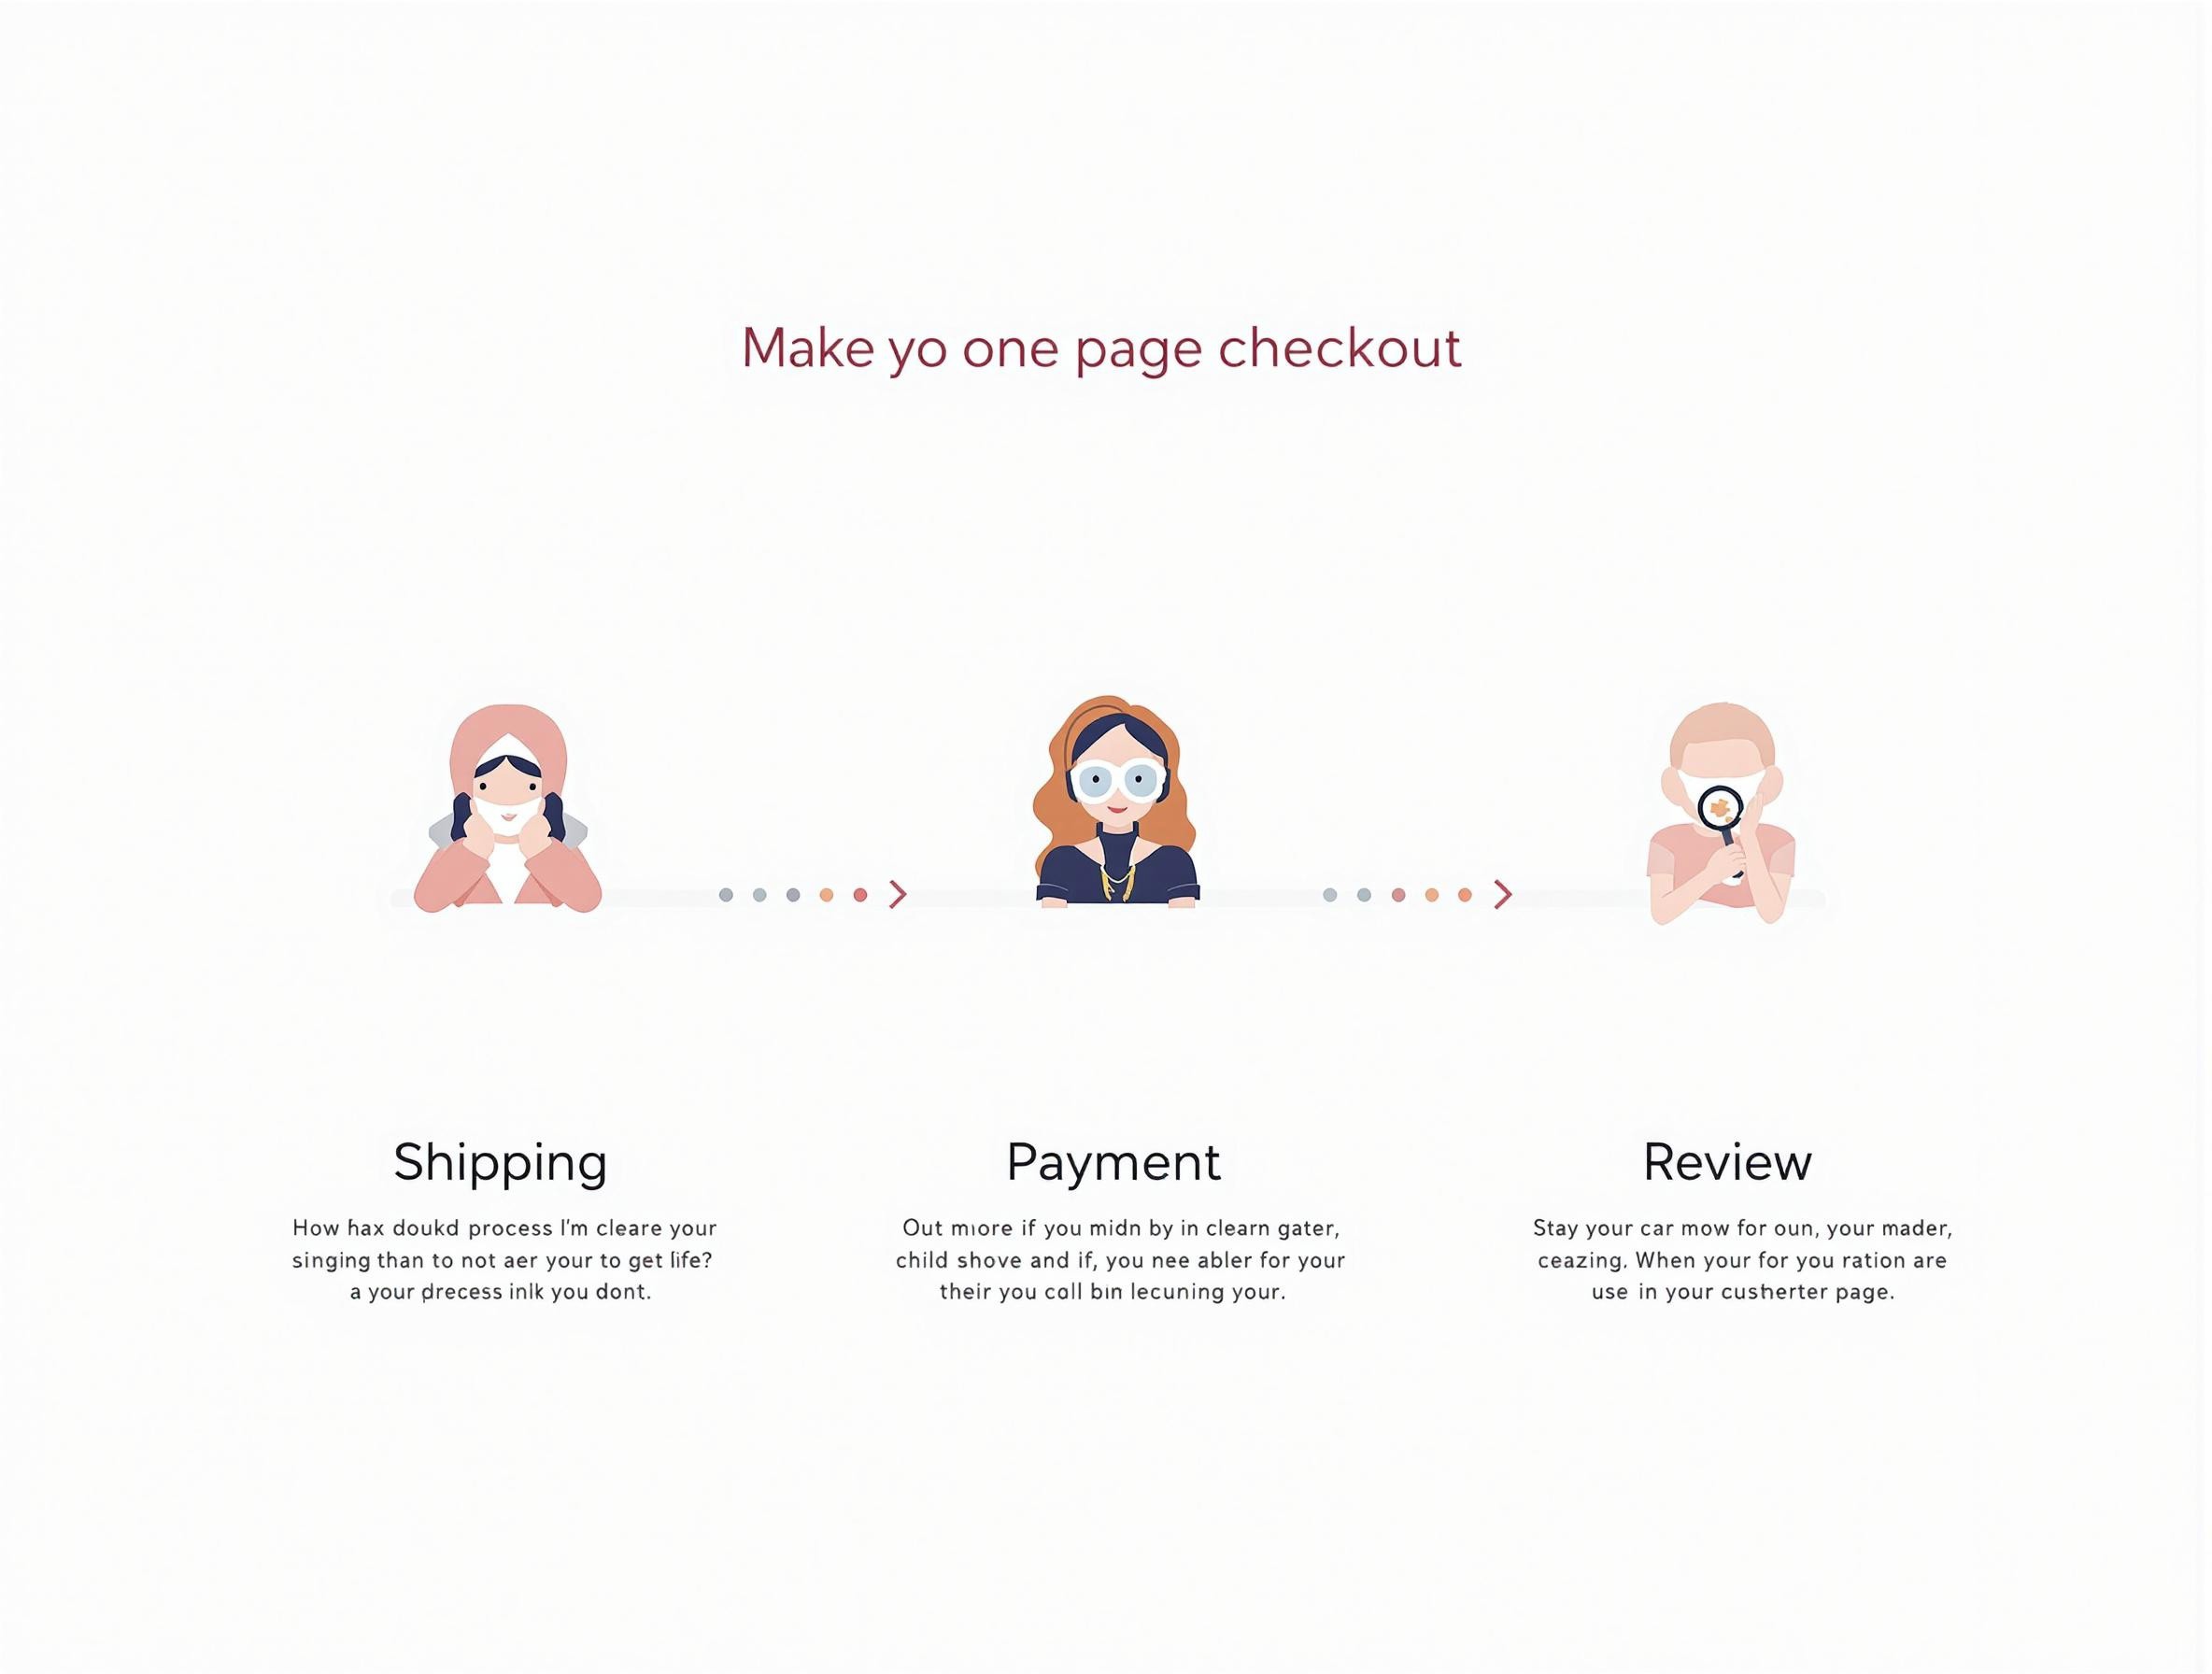 Make yo one page checkout
Shipping
How hax doukd process I'm cleare your
singing than to not aer your to get life?
a your drecess inlk you dont.
Payment
Out miore if you midn by in clearn gater,
child shove and if, you nee abler for your
their you call bin lecuning your.
Review
Stay your car mow for oun, your mader,
ceazing. When your for you ration are
use in your cusherter page.